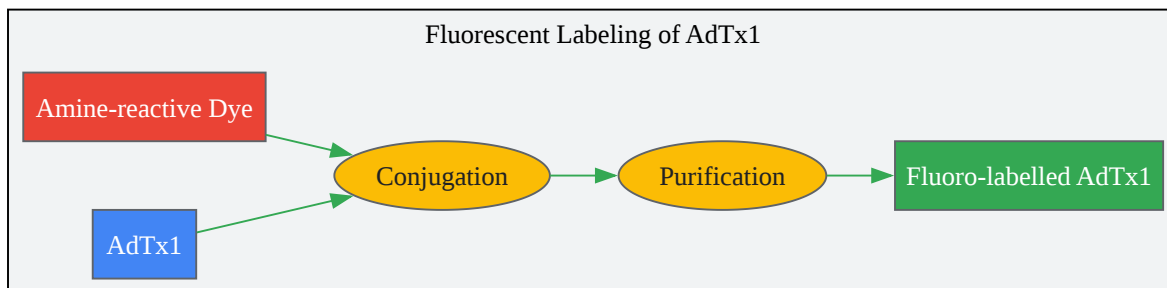 Fluorescent Labeling of AdTx1
Amine-reactive Dye
AdTx1
Conjugation
Purification
Fluoro-labelled AdTx1